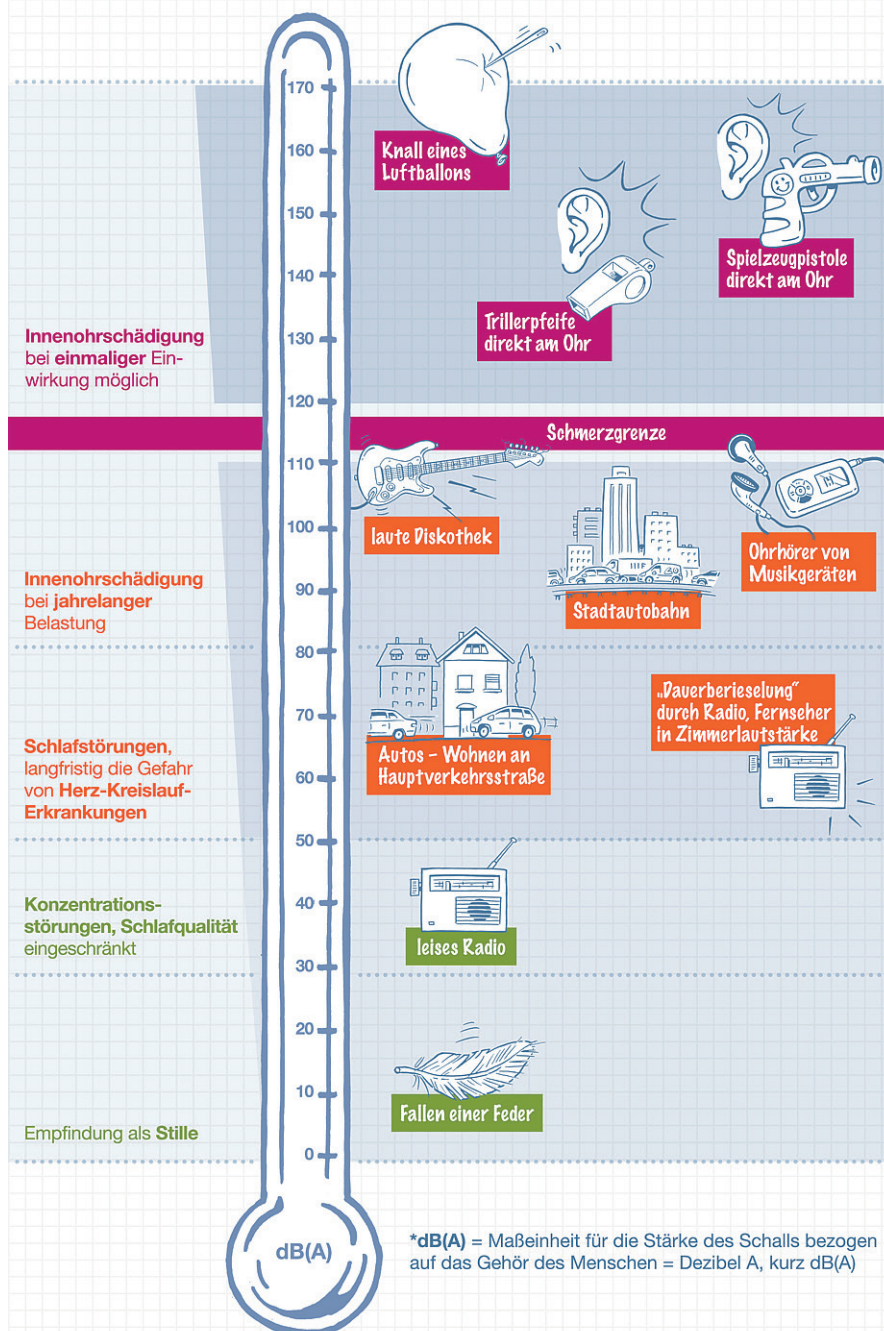 170
160
150
140
130
120
110
100
90
80
70
60
50
40
30
20
10
0
dB(A)
Knall eines
Luftballons
Spielzeugpistole
direkt am Ohr
Trillerpfeife
direkt am Ohr
Innenohrschädigung
bei einmaliger Ein-
wirkung möglich
Schmerzgrenze
laute Diskothek
Ohrhörer von
Musikgeräten
Stadtautobahn
Innenohrschädigung
bei jahrelanger
Belastung
„Dauerberieselung“
durch Radio, Fernseher
in Zimmerlautstärke
Autos – Wohnen an
Hauptverkehrsstraße
Schlafstörungen,
langfristig die Gefahr
von Herz-Kreislauf-
Erkrankungen
Konzentrations-
störungen, Schlafqualität
eingeschränkt
leises Radio
Fallen einer Feder
Empfindung als Stille
*dB(A) = Maßeinheit für die Stärke des Schalls bezogen
auf das Gehör des Menschen = Dezibel A, kurz dB(A)